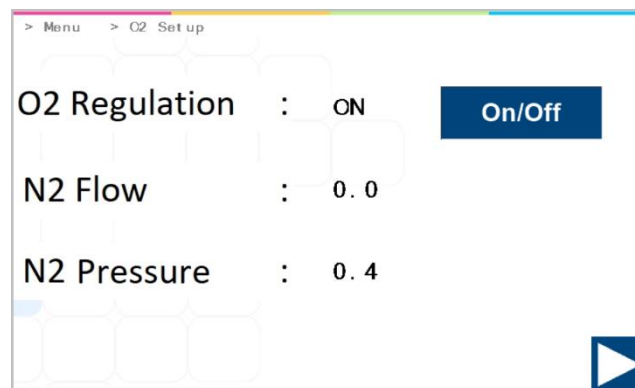 > Menu > O2 Setup
O2 Regulation : ON On/Off
N2 Flow : 0.0
N2 Pressure : 0.4